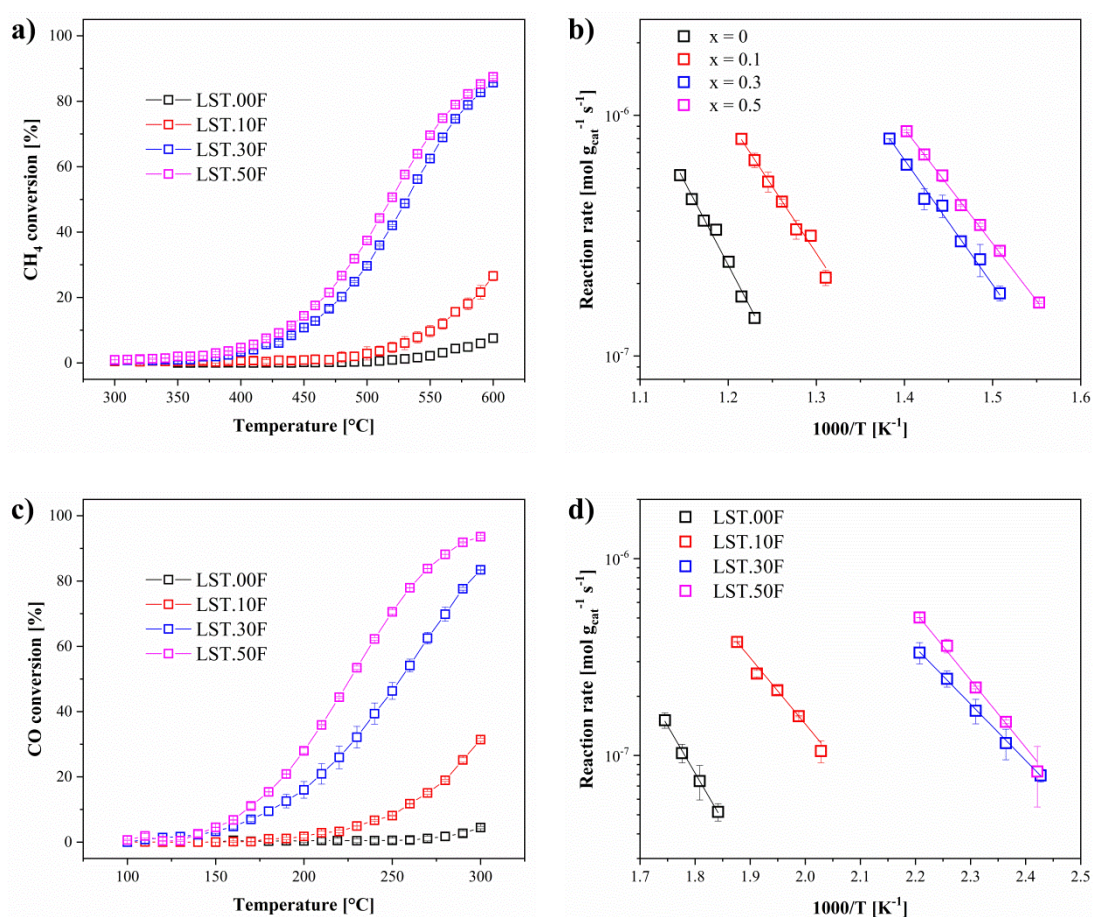 a)
100
80
60
40
20
0
CH4 conversion [%]
LST.00F
LST.10F
LST.30F
LST.50F
300 350 400 450 500 550 600
Temperature [°C]
b)
x = 0
x = 0.1
x = 0.3
x = 0.5
10-6
10-7
Reaction rate [mol gcat-1 s-1]
1.1 1.2 1.3 1.4 1.5 1.6
1000/T [K-1]
c)
100
80
60
40
20
0
CO conversion [%]
LST.00F
LST.10F
LST.30F
LST.50F
100 150 200 250 300
Temperature [°C]
d)
LST.00F
LST.10F
LST.30F
LST.50F
10-6
10-7
Reaction rate [mol gcat-1 s-1]
1.7 1.8 1.9 2.0 2.1 2.2 2.3 2.4 2.5
1000/T [K-1]